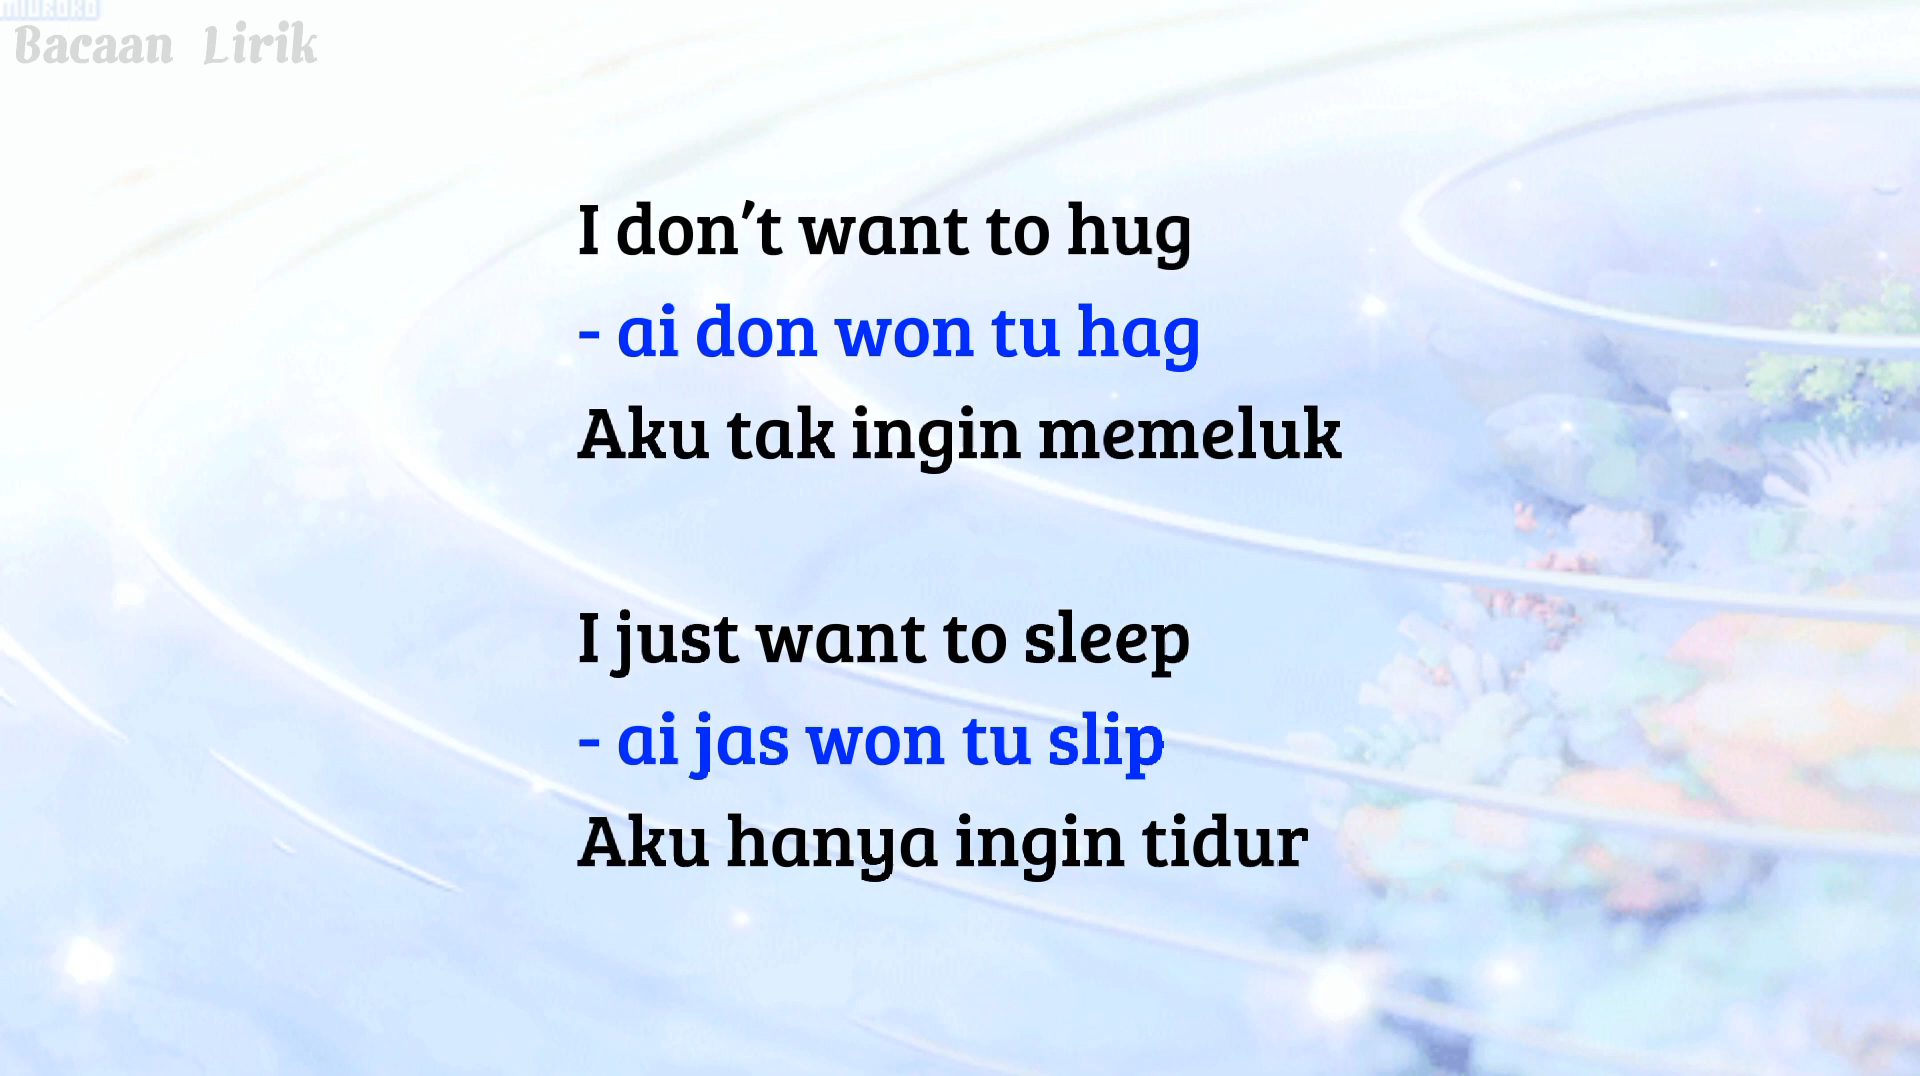 MIUROKO
Bacaan Lirik
I don't want to hug
- ai don won tu hag
Aku tak ingin memeluk
I just want to sleep
- ai jas won tu slip
Aku hanya ingin tidur